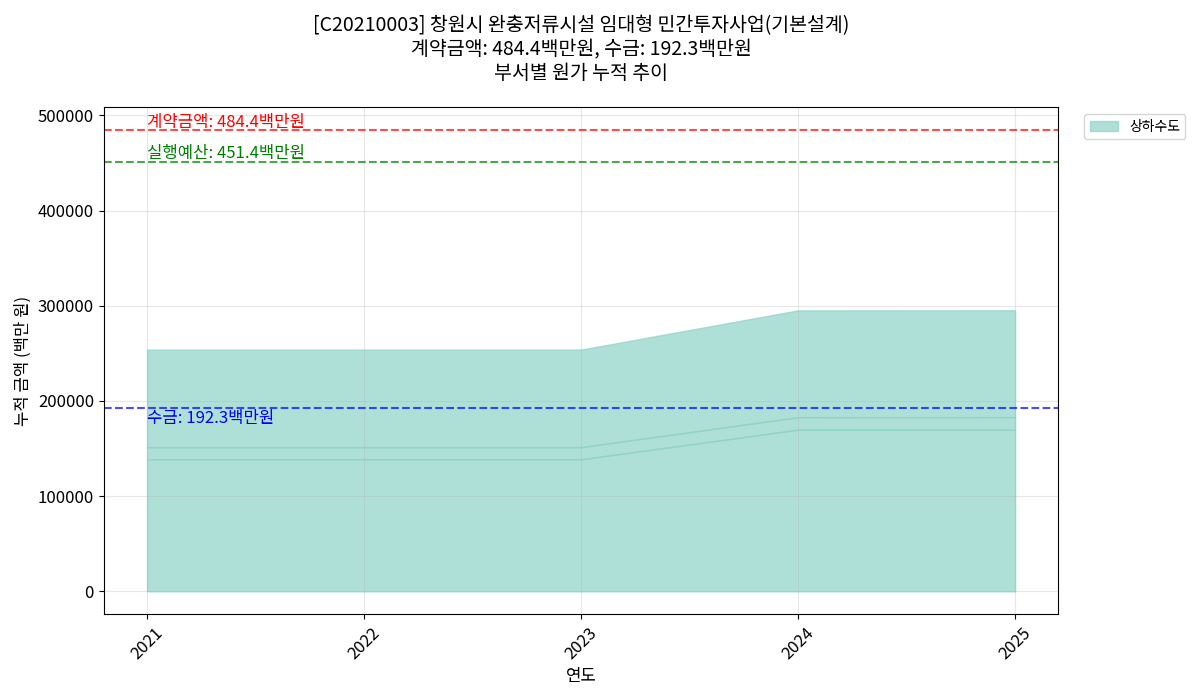 [C20210003] 창원시 완충저류시설 임대형 민간투자사업(기본설계)
계약금액: 484.4백만원, 수금: 192.3백만원
부서별 원가 누적 추이
500000
계약금액: 484.4백만원
상하수도
실행예산: 451.4백만원
400000
300000
누적 금액 (백만 원)
200000
수금: 192.3백만원
100000
0
2021
2022
2023
2024
2025
연도